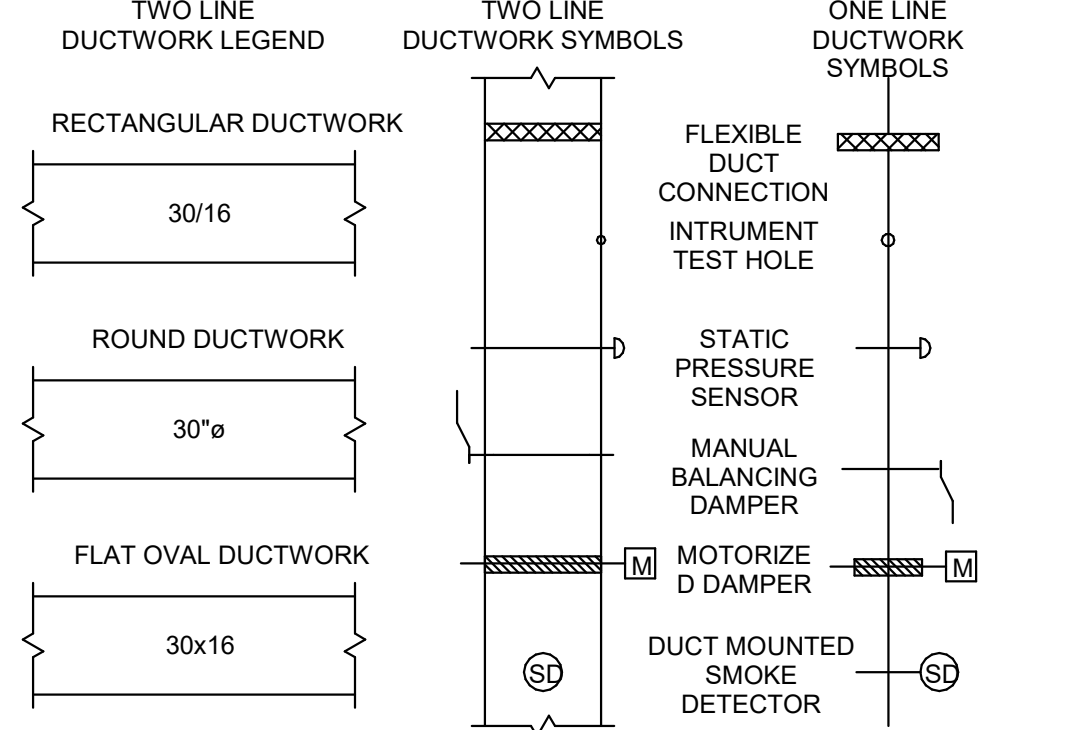 TWO LINE
DUCTWORK LEGEND
RECTANGULAR DUCTWORK
30/16
ROUND DUCTWORK
30"ø
FLAT OVAL DUCTWORK
30x16
TWO LINE
DUCTWORK SYMBOLS
M
SD
ONE LINE
DUCTWORK
SYMBOLS
FLEXIBLE
DUCT
CONNECTION
INTRUMENT
TEST HOLE
STATIC
PRESSURE
SENSOR
MANUAL
BALANCING
DAMPER
MOTORIZE
D DAMPER
M
DUCT MOUNTED
SMOKE
DETECTOR
SD